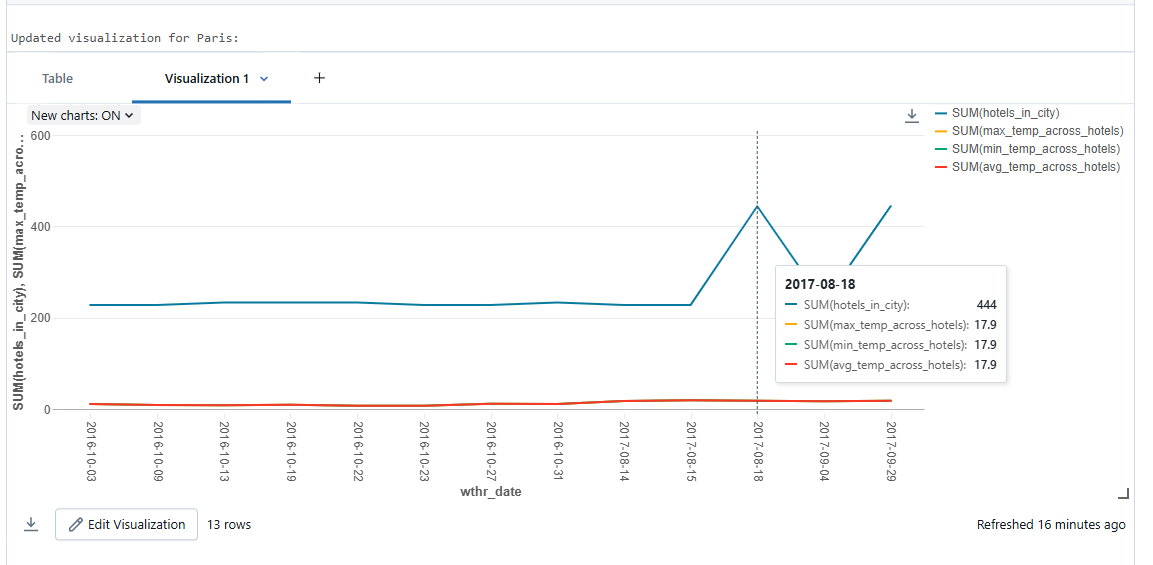 Updated visualization for Paris:
Table
Visualization 1
+
New charts: ON
SUM(hotels_in_city)
SUM(max_temp_across_hotels)
SUM(min_temp_across_hotels)
SUM(avg_temp_across_hotels)
SUM(hotels_in_city), SUM(max_temp_acro...
600
400
200
0
2017-08-18
SUM(hotels_in_city): 444
SUM(max_temp_across_hotels): 17.9
SUM(min_temp_across_hotels): 17.9
SUM(avg_temp_across_hotels): 17.9
2016-10-03
2016-10-09
2016-10-13
2016-10-19
2016-10-22
2016-10-23
2016-10-27
2016-10-31
2017-08-14
2017-08-15
2017-08-18
2017-09-04
2017-09-29
wthr_date
Edit Visualization
13 rows
Refreshed 16 minutes ago